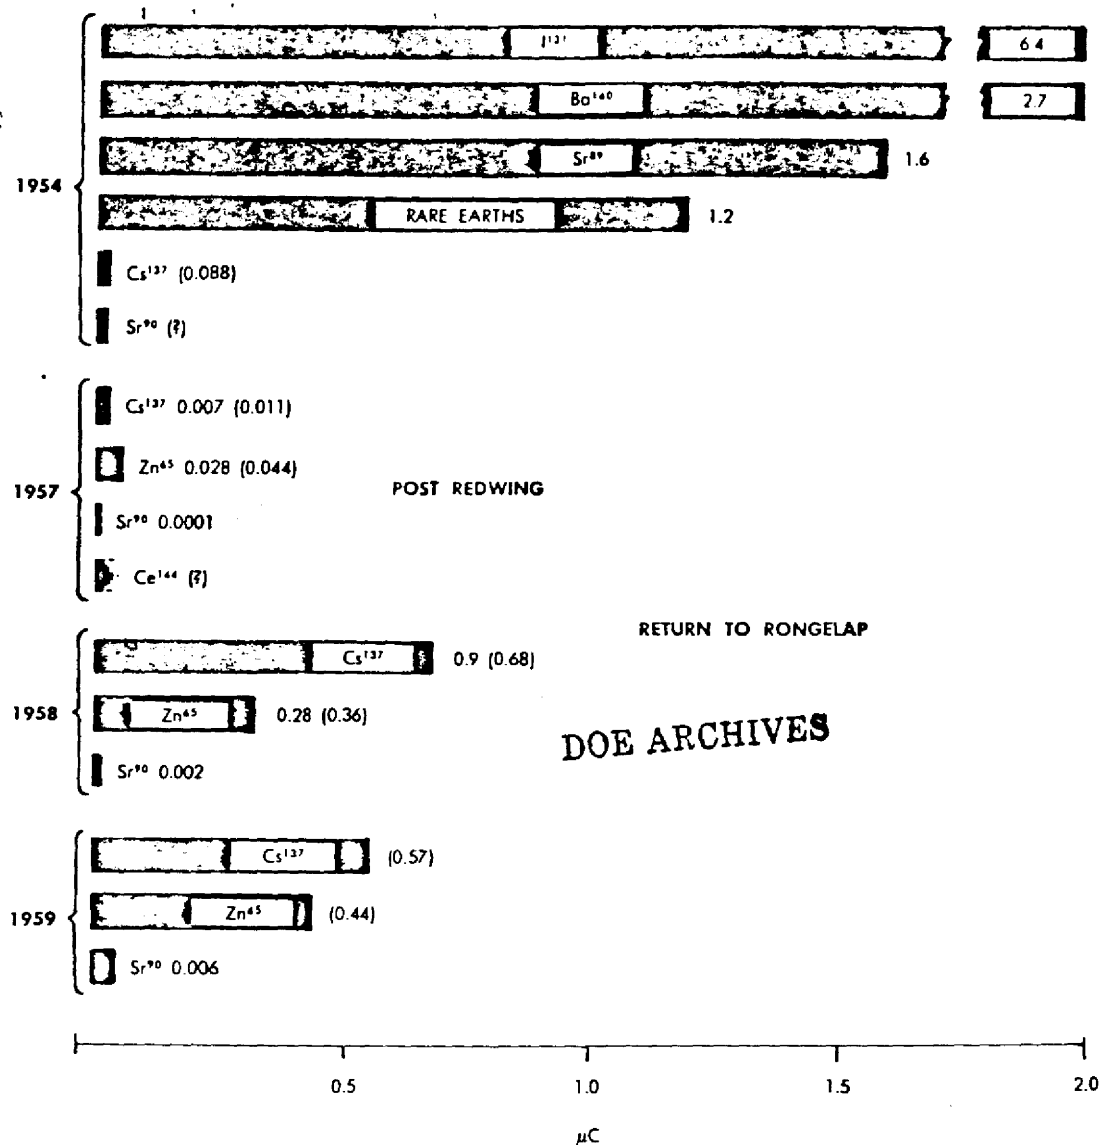 1954
I¹³¹ 6.4
Ba¹⁴⁰ 2.7
Sr⁸⁹ 1.6
RARE EARTHS 1.2
Cs¹³⁷ (0.088)
Sr⁹⁰ (?)
1957
Cs¹³⁷ 0.007 (0.011)
Zn⁶⁵ 0.028 (0.044)
POST REDWING
Sr⁹⁰ 0.0001
Ce¹⁴⁴ (?)
RETURN TO RONGELAP
1958
Cs¹³⁷ 0.9 (0.68)
Zn⁶⁵ 0.28 (0.36)
DOE ARCHIVES
Sr⁹⁰ 0.002
1959
Cs¹³⁷ (0.57)
Zn⁶⁵ (0.44)
Sr⁹⁰ 0.006
0.5 1.0 1.5 2.0
μC